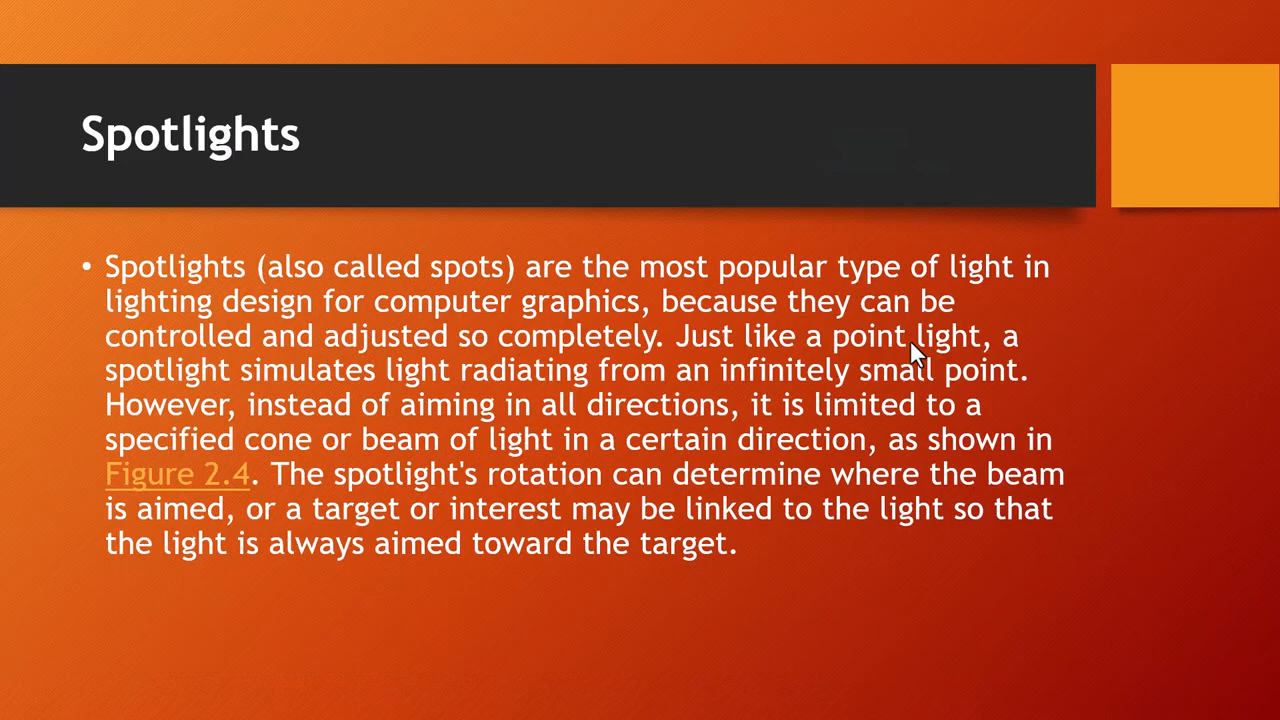 Spotlights
• Spotlights (also called spots) are the most popular type of light in
lighting design for computer graphics, because they can be
controlled and adjusted so completely. Just like a point light, a
spotlight simulates light radiating from an infinitely small point.
However, instead of aiming in all directions, it is limited to a
specified cone or beam of light in a certain direction, as shown in
Figure 2.4. The spotlight's rotation can determine where the beam
is aimed, or a target or interest may be linked to the light so that
the light is always aimed toward the target.